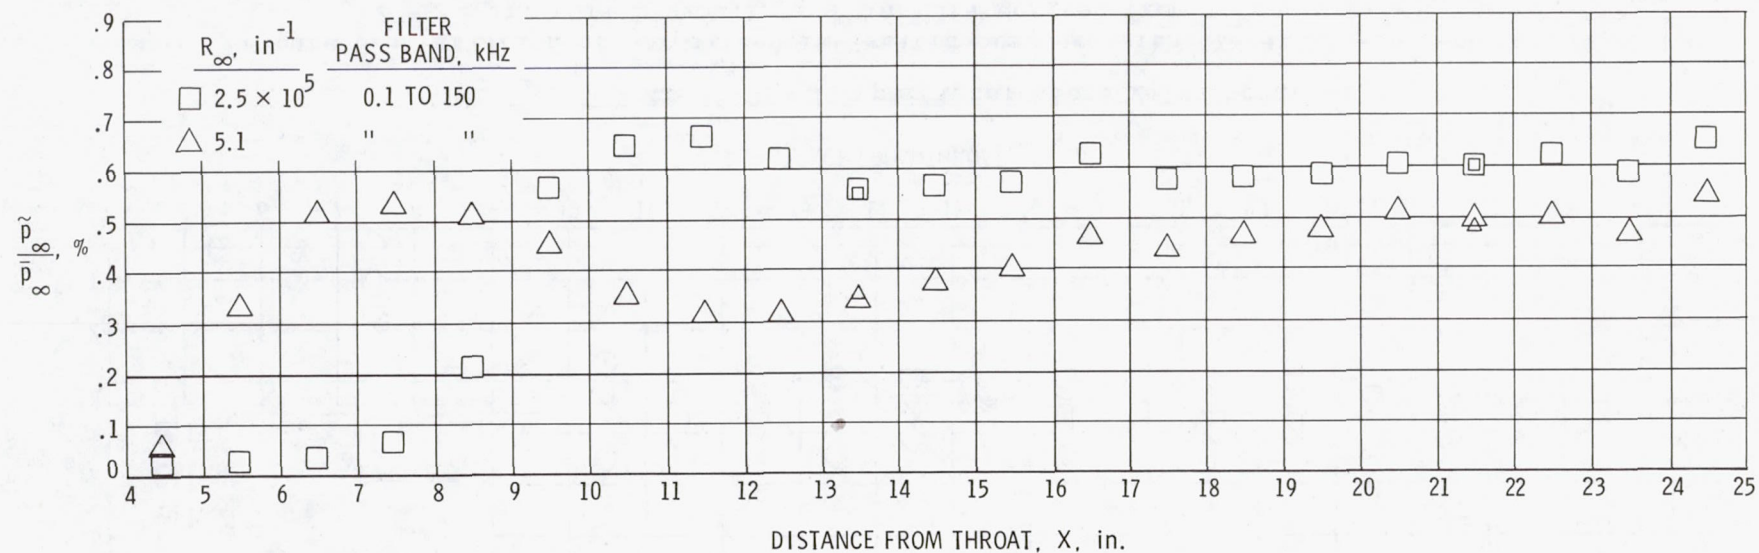 .9
.8
.7
.6
.5
.4
.3
.2
.1
0
p̃∞
p̄∞ , %
R∞, in-1
FILTER
PASS BAND, kHz
□ 2.5 × 10^5 0.1 TO 150
△ 5.1 " "
4 5 6 7 8 9 10 11 12 13 14 15 16 17 18 19 20 21 22 23 24 25
DISTANCE FROM THROAT, X, in.